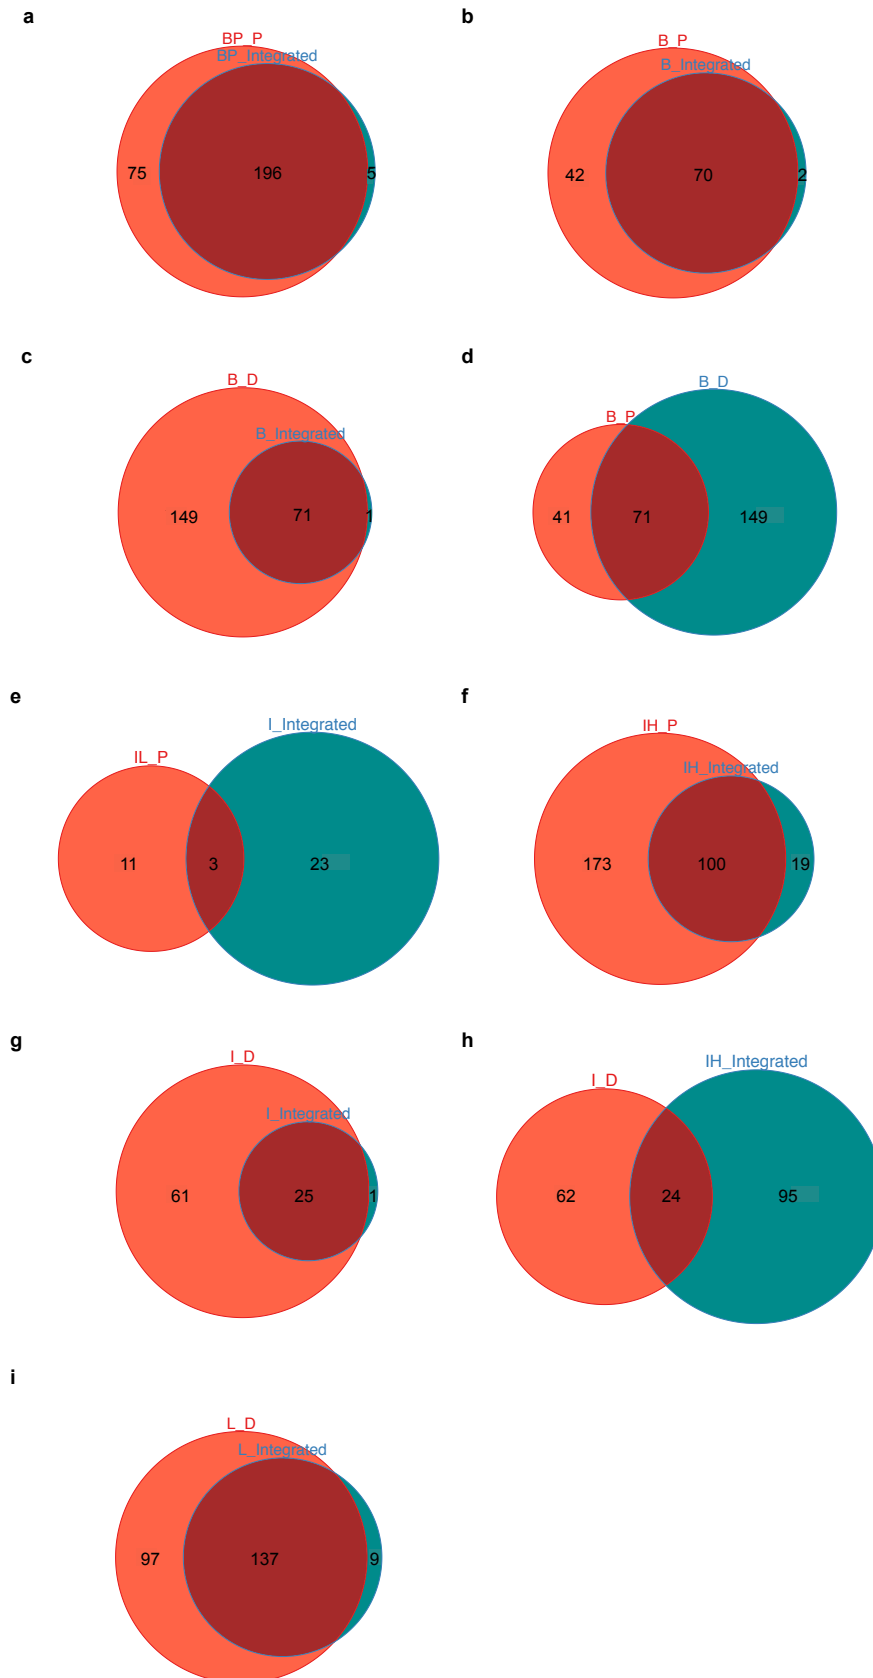 a
BP_P
BP_Integrated
75
196
5
b
B_P
B_Integrated
42
70
2
c
B_D
B_Integrated
149
71
1
d
B_D
B_P
41
71
149
e
I_Integrated
IL_P
11
3
23
f
IH_P
IH_Integrated
173
100
19
g
I_D
I_Integrated
61
25
1
h
IH_Integrated
I_D
62
24
95
i
L_D
L_Integrated
97
137
9